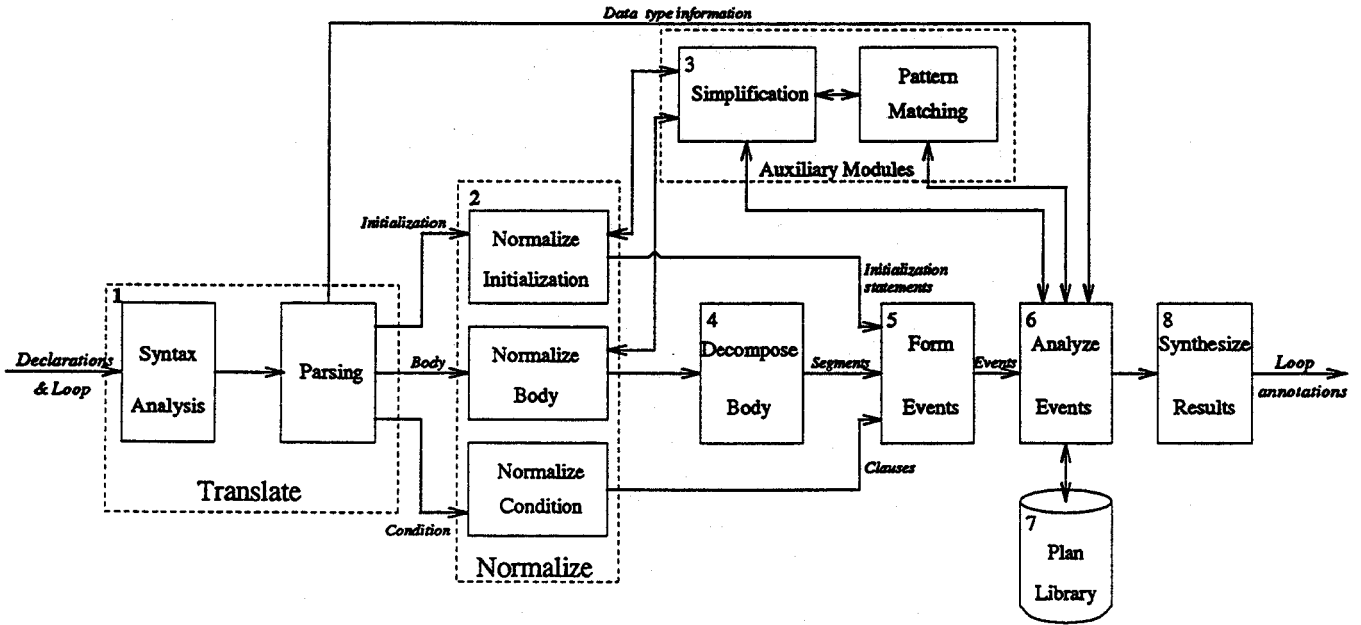 Data type information
3
Simplification
Pattern
Matching
Auxiliary Modules
2
Initialization
Normalize
Initialization
Initialization
statements
1
Syntax
Analysis
Parsing
Declarations
& Loop
Translate
Body
Normalize
Body
4
Decompose
Body
Segments
5
Form
Events
Events
6
Analyze
Events
8
Synthesize
Results
Loop
annotations
Condition
Normalize
Condition
Clauses
Normalize
7
Plan
Library